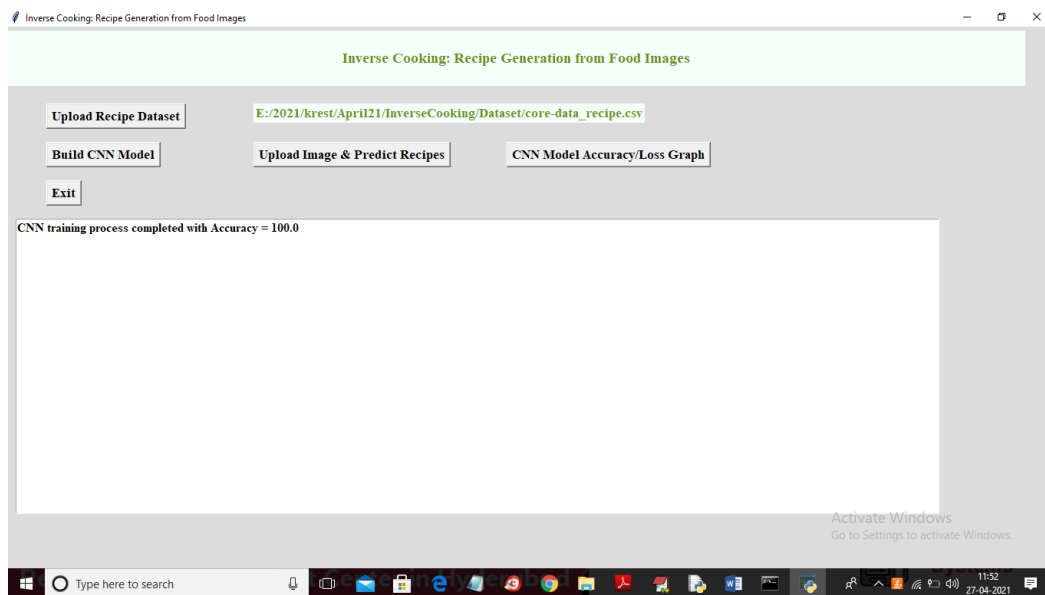 Inverse Cooking: Recipe Generation from Food Images
Inverse Cooking: Recipe Generation from Food Images
Upload Recipe Dataset
E:/2021/krest/April21/InverseCooking/Dataset/core-data_recipe.csv
Build CNN Model
Upload Image & Predict Recipes
CNN Model Accuracy/Loss Graph
Exit
CNN training process completed with Accuracy = 100.0
Activate Windows
Go to Settings to activate Windows.
Type here to search
11:52
27-04-2021